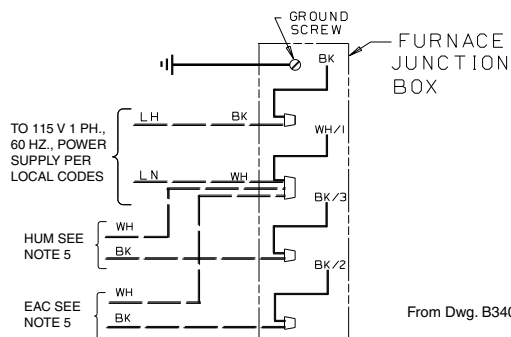 GROUND
SCREW
FURNACE
JUNCTION
BOX
BK
LH
BK
TO 115 V 1 PH.,
60 HZ., POWER
SUPPLY PER
LOCAL CODES
WH/1
LN
WH
BK/3
WH
HUM SEE
NOTE 5
BK
BK/2
WH
EAC SEE
NOTE 5
BK
From Dwg. B340